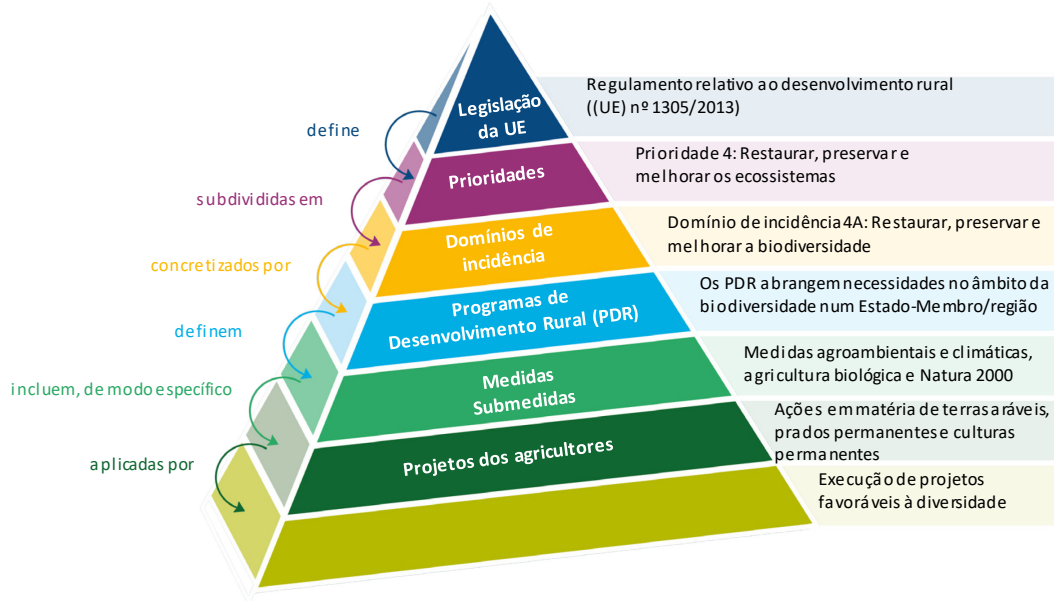 Legislação
da UE
Regulamento relativo ao desenvolvimento rural
((UE) nº 1305/2013)
define
Prioridades
Prioridade 4: Restaurar, preservar e
melhorar os ecossistemas
subdivididas em
Domínios de
incidência
Domínio de incidência 4A: Restaurar, preservar e
melhorar a biodiversidade
concretizados por
Programas de
Desenvolvimento Rural (PDR)
Os PDR abrangem necessidades no âmbito da
biodiversidade num Estado-Membro/região
definem
Medidas
Submedidas
Medidas agroambientais e climáticas,
agricultura biológica e Natura 2000
incluem, de modo específico
Projetos dos agricultores
Ações em matéria de terras aráveis,
prados permanentes e culturas
permanentes
aplicadas por
Execução de projetos
favoráveis à diversidade